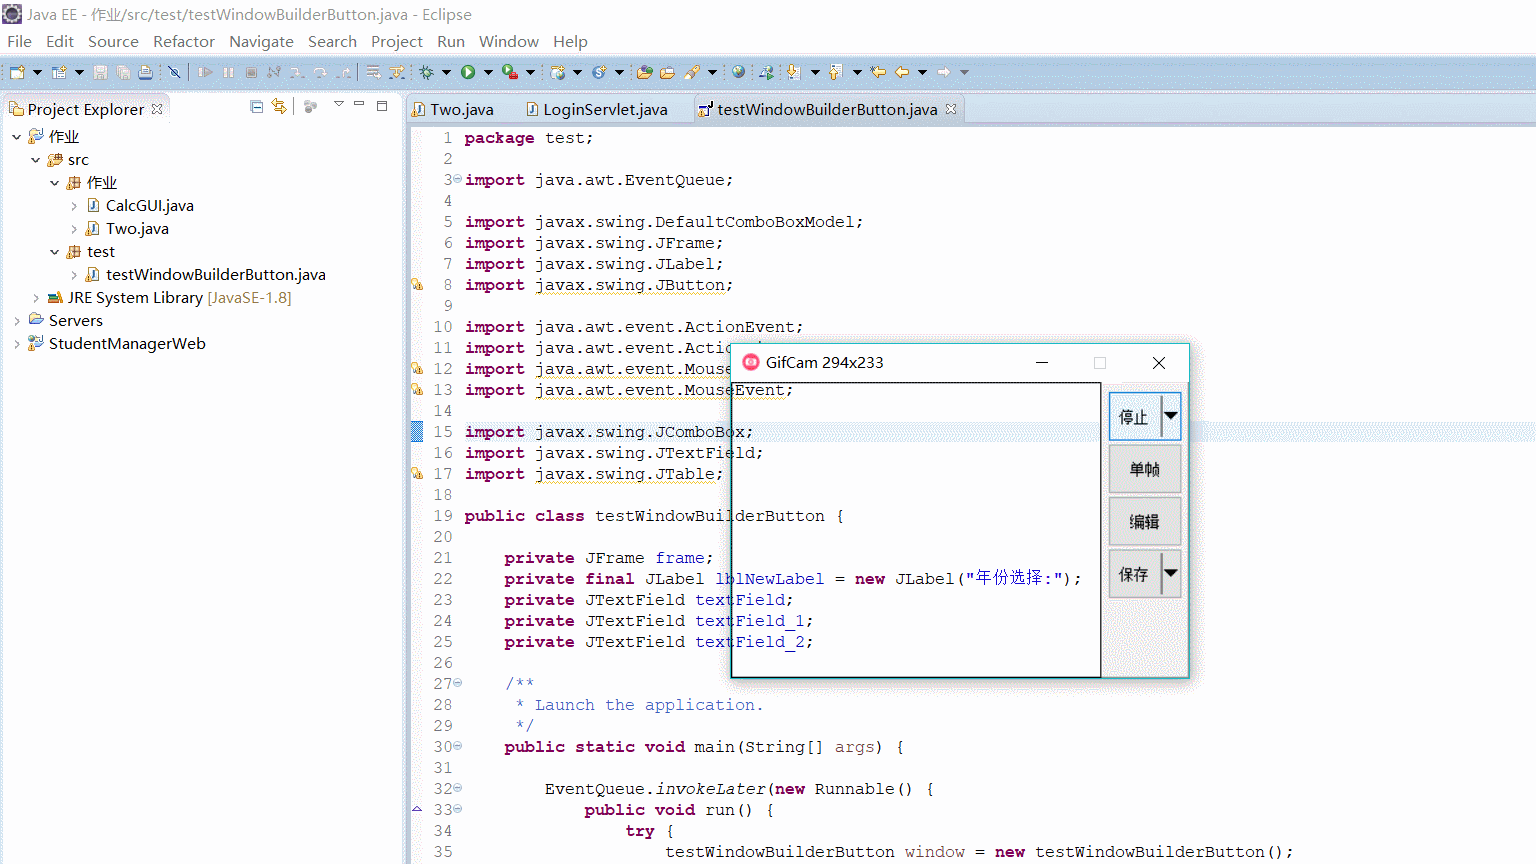 Java EE - 作业/src/test/testWindowBuilderButton.java - Eclipse
File Edit Source Refactor Navigate Search Project Run Window Help
Project Explorer
作业
src
作业
CalcGUI.java
Two.java
test
testWindowBuilderButton.java
JRE System Library [JavaSE-1.8]
Servers
StudentManagerWeb
Two.java LoginServlet.java testWindowBuilderButton.java
1 package test;
2
3 import java.awt.EventQueue;
4
5 import javax.swing.DefaultComboBoxModel;
6 import javax.swing.JFrame;
7 import javax.swing.JLabel;
8 import javax.swing.JButton;
9
10 import java.awt.event.ActionEvent;
11 import java.awt.event.Actio
12 import java.awt.event.Mouse
13 import java.awt.event.MouseEvent;
14
15 import javax.swing.JComboBox;
16 import javax.swing.JTextField;
17 import javax.swing.JTable;
18
19 public class testWindowBuilderButton {
20
21 private JFrame frame;
22 private final JLabel lblNewLabel = new JLabel("年份选择:");
23 private JTextField textField;
24 private JTextField textField_1;
25 private JTextField textField_2;
26
27 /**
28 * Launch the application.
29 */
30 public static void main(String[] args) {
31
32 EventQueue.invokeLater(new Runnable() {
33 public void run() {
34 try {
35 testWindowBuilderButton window = new testWindowBuilderButton();
GifCam 294x233
停止
单帧
编辑
保存